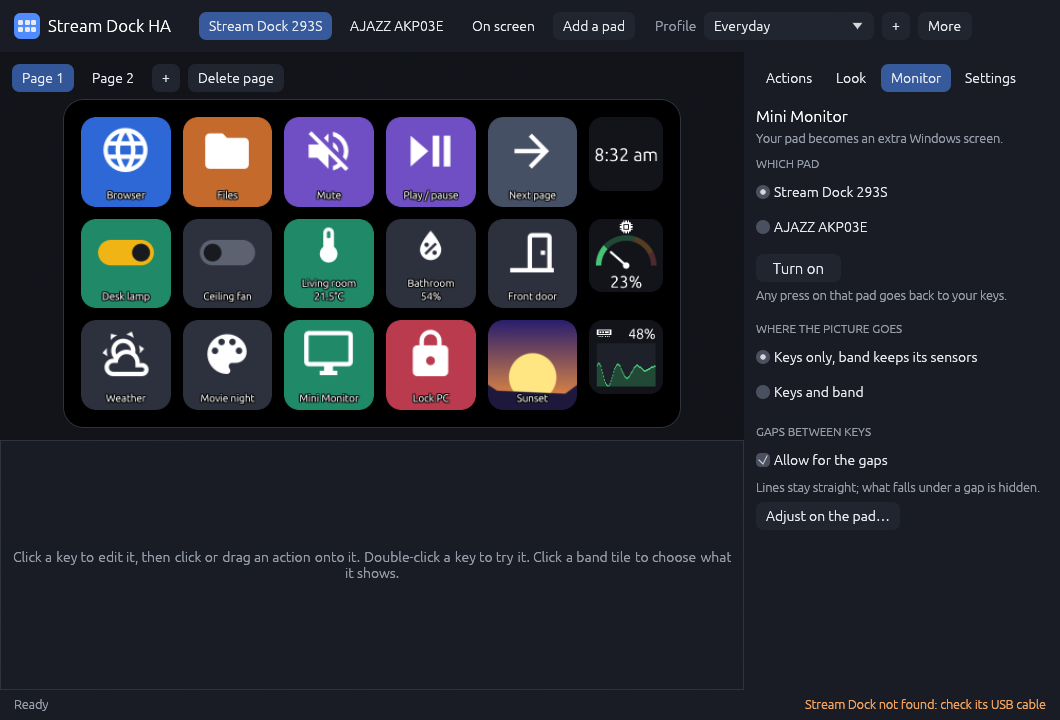 Stream Dock HA
Stream Dock 293S
AJAZZ AKP03E
On screen
Add a pad
Profile
Everyday
+
More
Page 1
Page 2
+
Delete page
Actions
Look
Monitor
Settings
Browser
Files
Mute
Play / pause
Next page
8:32 am
Desk lamp
Ceiling fan
Living room
21.5°C
Bathroom
54%
Front door
23%
Weather
Movie night
Mini Monitor
Lock PC
Sunset
48%
Click a key to edit it, then click or drag an action onto it. Double-click a key to try it. Click a band tile to choose what
it shows.
Mini Monitor
Your pad becomes an extra Windows screen.
WHICH PAD
Stream Dock 293S
AJAZZ AKP03E
Turn on
Any press on that pad goes back to your keys.
WHERE THE PICTURE GOES
Keys only, band keeps its sensors
Keys and band
GAPS BETWEEN KEYS
Allow for the gaps
Lines stay straight; what falls under a gap is hidden.
Adjust on the pad…
Ready
Stream Dock not found: check its USB cable